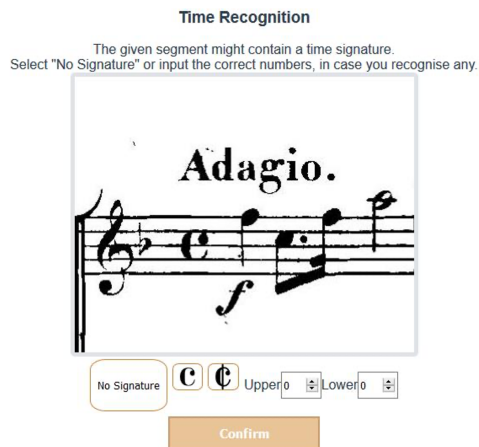 Time Recognition
The given segment might contain a time signature.
Select "No Signature" or input the correct numbers, in case you recognise any.
Adagio.
f
No Signature C ¢ Upper 0 Lower 0
Confirm